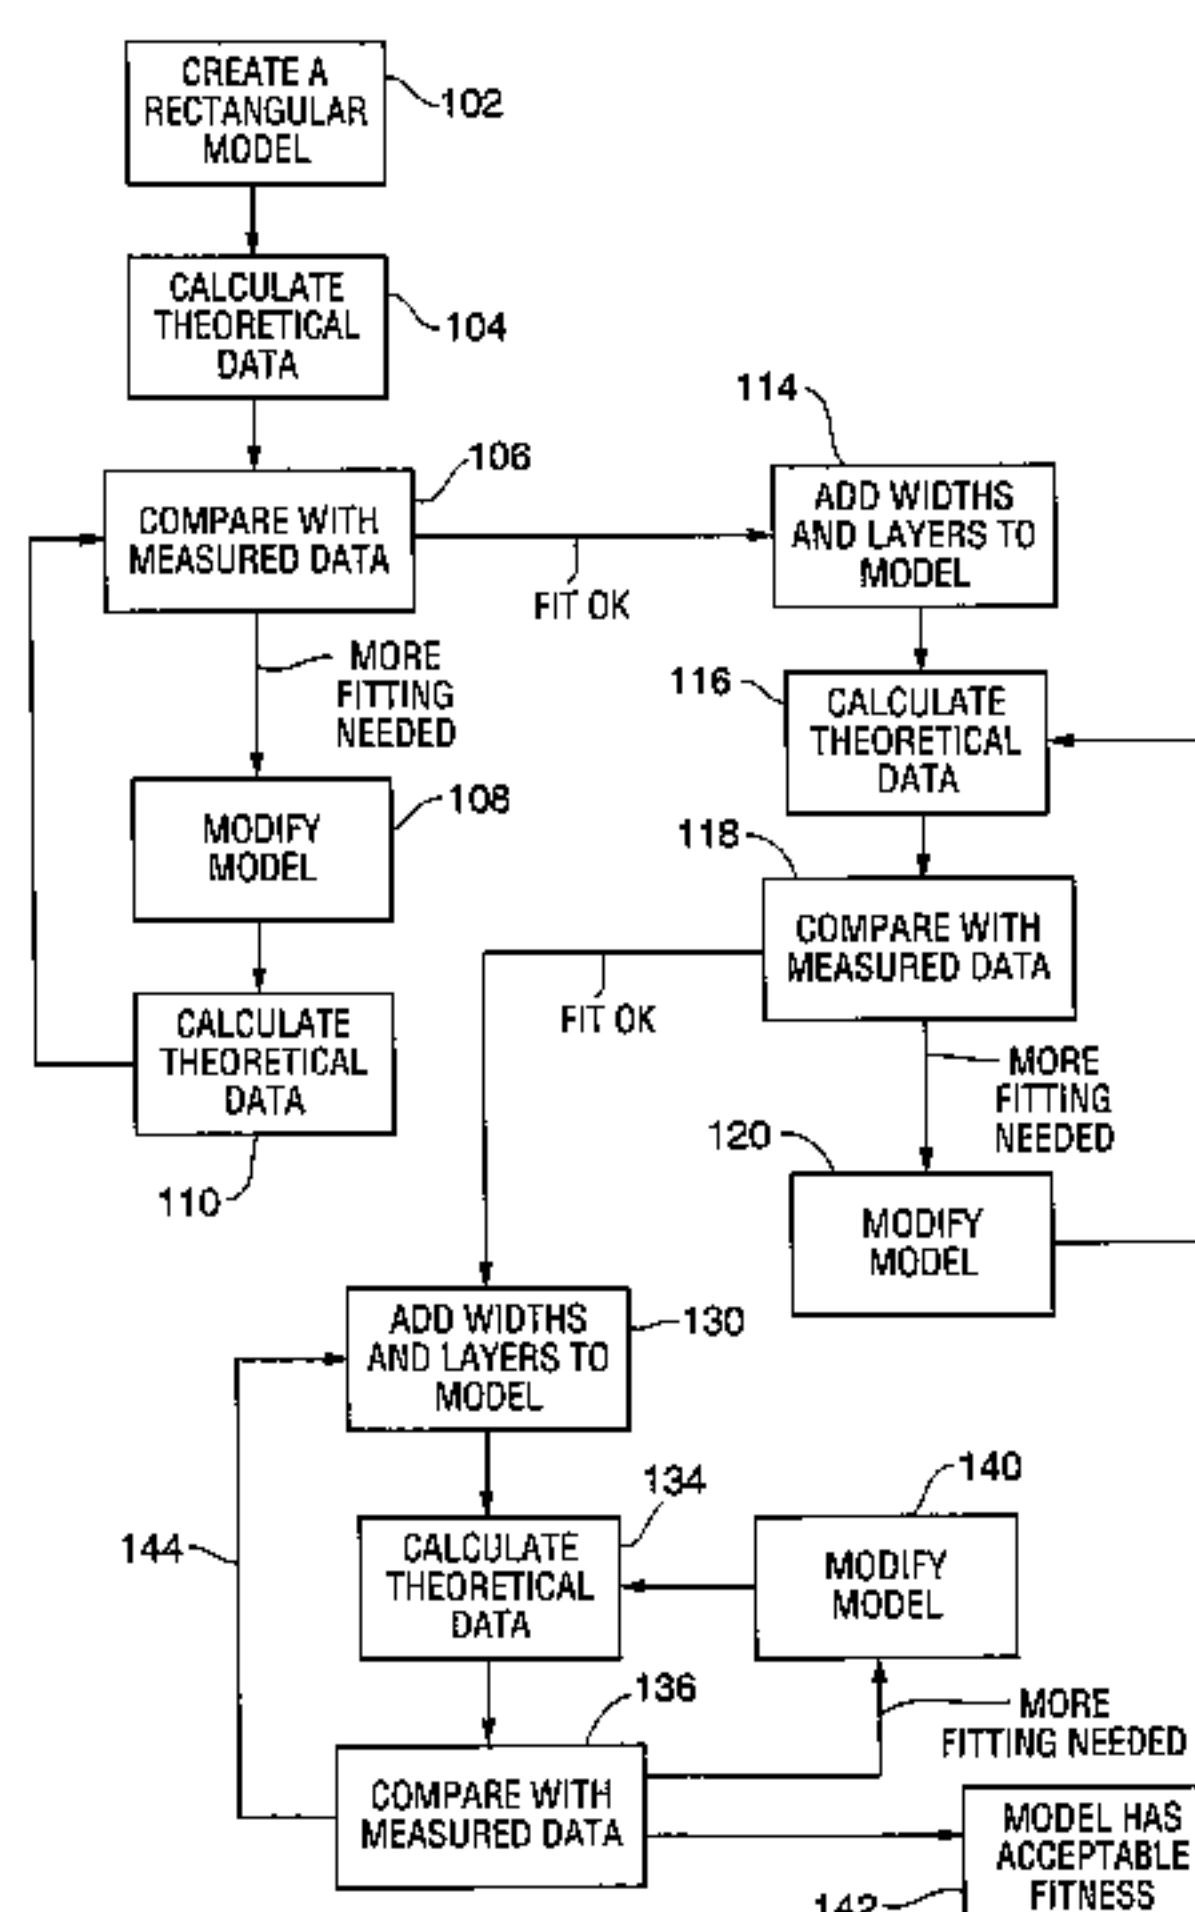 CREATE A
RECTANGULAR
MODEL
102
CALCULATE
THEORETICAL
DATA
104
COMPARE WITH
MEASURED DATA
106
FIT OK
MORE
FITTING
NEEDED
MODIFY
MODEL
108
CALCULATE
THEORETICAL
DATA
110
114
ADD WIDTHS
AND LAYERS TO
MODEL
116
CALCULATE
THEORETICAL
DATA
118
COMPARE WITH
MEASURED DATA
FIT OK
MORE
FITTING
NEEDED
120
MODIFY
MODEL
ADD WIDTHS
AND LAYERS TO
MODEL
130
134
CALCULATE
THEORETICAL
DATA
140
MODIFY
MODEL
144
136
COMPARE WITH
MEASURED DATA
MORE
FITTING NEEDED
MODEL HAS
ACCEPTABLE
FITNESS
142